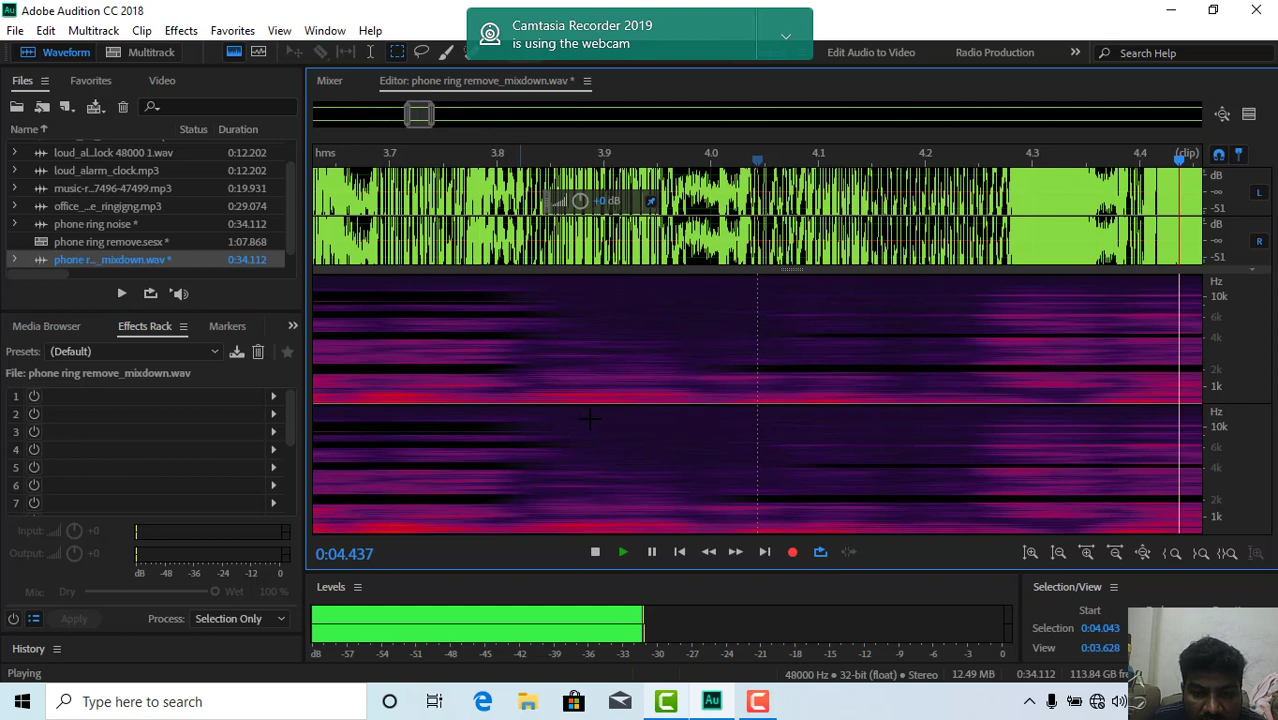 Adobe Audition CC 2018
File Edit Multitrack Clip Effects Favorites View Window Help
Camtasia Recorder 2019
is using the webcam
Waveform Multitrack
Edit Audio to Video Radio Production Search Help
Files Favorites Video
Mixer Editor: phone ring remove_mixdown.wav *
Name Status Duration
loud_al...lock 48000 1.wav 0:12.202
loud_alarm_clock.mp3 0:12.202
music-r...7496-47499.mp3 0:19.931
office_...e_ringigng.mp3 0:29.074
phone ring noise * 0:34.112
phone ring remove.sesx * 1:07.868
phone r..._mixdown.wav * 0:34.112
hms 3.7 3.8 3.9 4.0 4.1 4.2 4.3 4.4 (clip)
+0 dB
dB
-∞
-51
L
dB
-∞
-51
R
Hz
10k
6k
4k
2k
1k
Hz
10k
6k
4k
2k
1k
Media Browser Effects Rack Markers
Presets: (Default)
File: phone ring remove_mixdown.wav
1
2
3
4
5
6
7
Input: +0
Output: +0
dB -48 -36 -24 -12 0
Mix: Dry Wet 100 %
Apply Process: Selection Only
History
Playing
0:04.437
Levels
dB -57 -54 -51 -48 -45 -42 -39 -36 -33 -30 -27 -24 -21 -18 -15 -12 -9 -6 -3 0
Selection/View
Start
Selection 0:04.043
View 0:03.628
48000 Hz • 32-bit (float) • Stereo 12.49 MB 0:34.112 113.84 GB
Type here to search